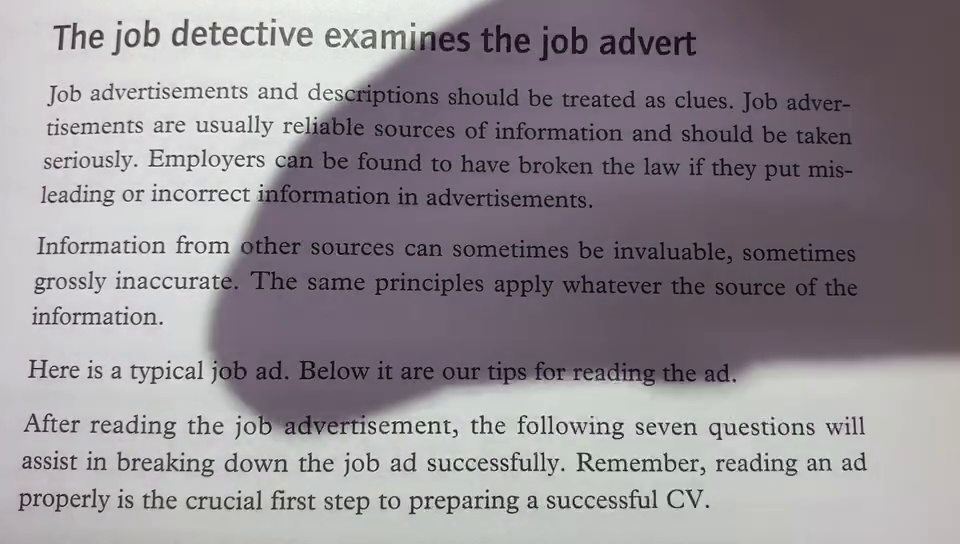 The job detective examines the job advert
Job advertisements and descriptions should be treated as clues. Job adver-
tisements are usually reliable sources of information and should be taken
seriously. Employers can be found to have broken the law if they put mis-
leading or incorrect information in advertisements.
Information from other sources can sometimes be invaluable, sometimes
grossly inaccurate. The same principles apply whatever the source of the
information.
Here is a typical job ad. Below it are our tips for reading the ad.
After reading the job advertisement, the following seven questions will
assist in breaking down the job ad successfully. Remember, reading an ad
properly is the crucial first step to preparing a successful CV.